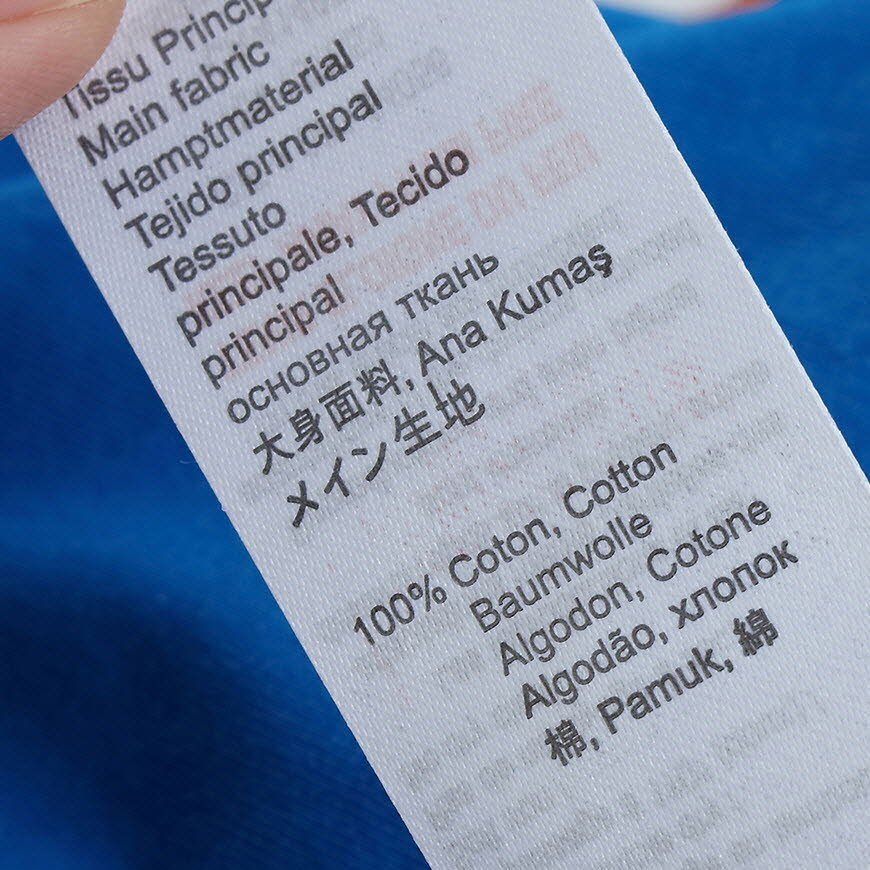 Tissu Princip
Main fabric
Hamptmaterial
Tejido principal
Tessuto
principale, Tecido
principal
основная ткань
大身面料, Ana Kumaş
メイン生地
100% Coton, Cotton
Baumwolle
Algodon, Cotone
Algodão, хлопок
棉, Pamuk, 綿